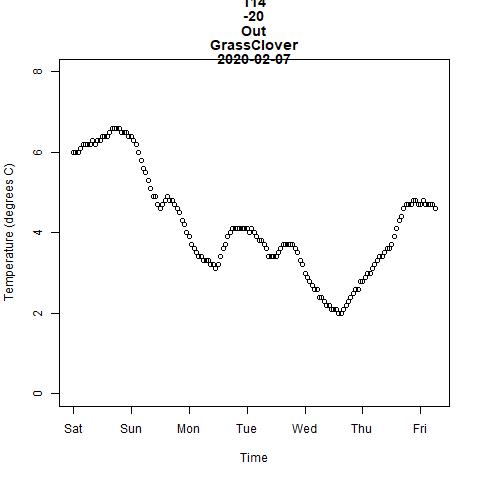 T14
-20
Out
GrassClover
2020-02-07
Temperature (degrees C)
8
6
4
2
0
Sat Sun Mon Tue Wed Thu Fri
Time